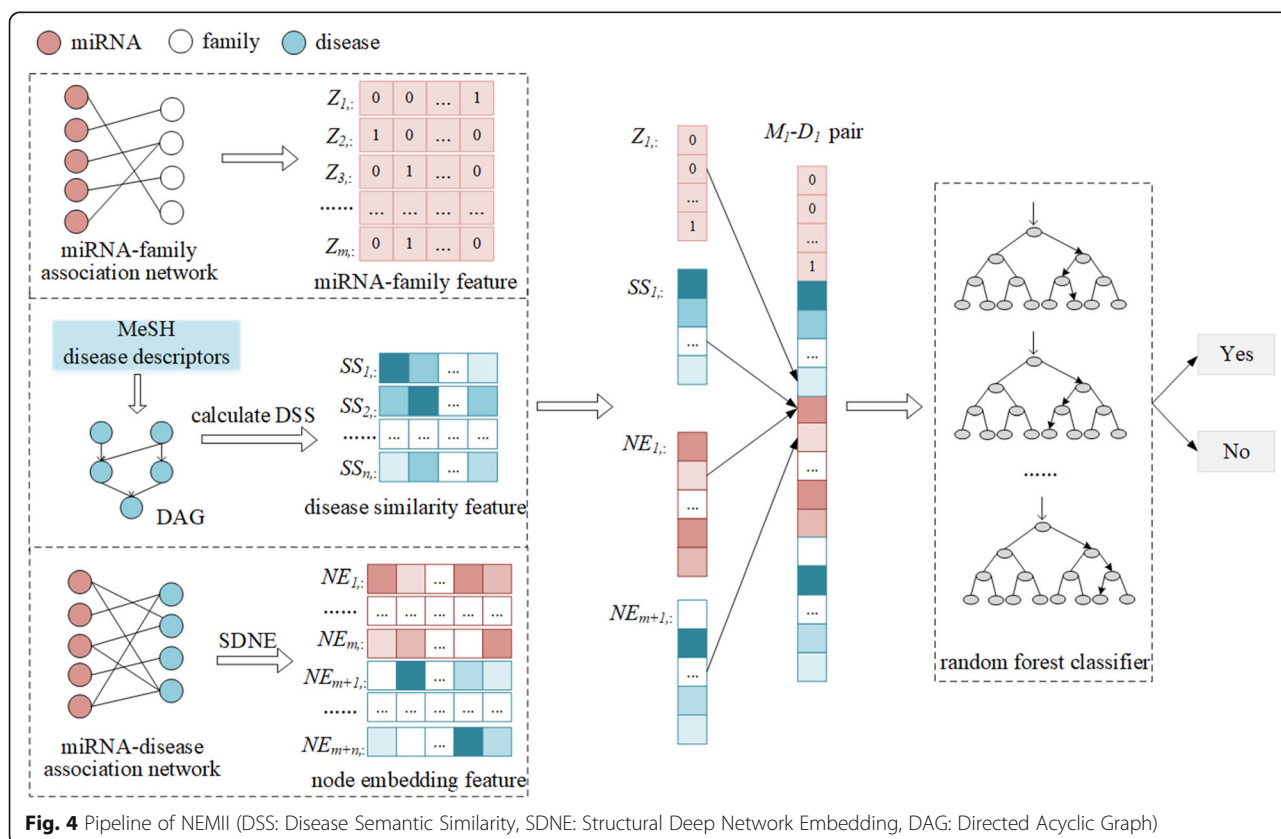 miRNA family disease
Z1,: 0 0 ... 1
Z2,: 1 0 ... 0
Z3,: 0 1 ... 0
...... ... ... ... ...
Zm,: 0 1 ... 0
miRNA-family
association network
miRNA-family feature
MeSH
disease descriptors
calculate DSS
DAG
SS1,: ...
SS2,: ...
...... ... ... ... ...
SSn,: ...
disease similarity feature
SDNE
miRNA-disease
association network
NE1,: ...
...... ... ... ... ... ...
NEm,: ...
NEm+1,: ...
...... ... ... ... ... ...
NEm+n,: ...
node embedding feature
Z1,:
0
0
...
1
SS1,:
...
NE1,:
...
NEm+1,:
...
M1-D1 pair
0
0
...
1
...
...
...
......
random forest classifier
Yes
No
Fig. 4 Pipeline of NEMII (DSS: Disease Semantic Similarity, SDNE: Structural Deep Network Embedding, DAG: Directed Acyclic Graph)